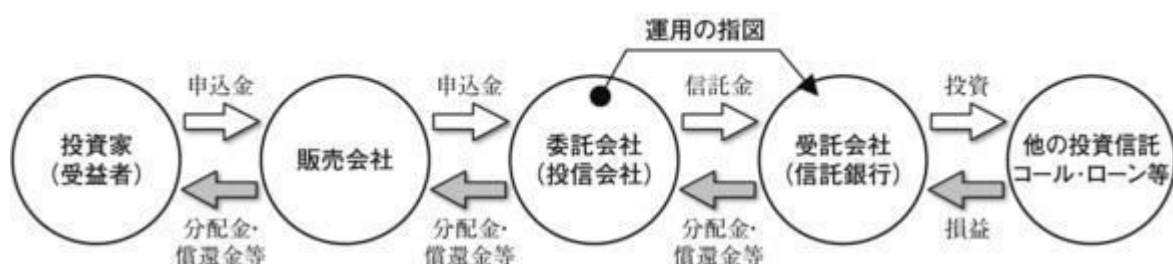 運用の指図
申込金
申込金
信託金
投資
投資家
(受益者)
販売会社
委託会社
(投信会社)
受託会社
(信託銀行)
他の投資信託
コール・ローン等
分配金・
償還金等
分配金・
償還金等
分配金・
償還金等
損益